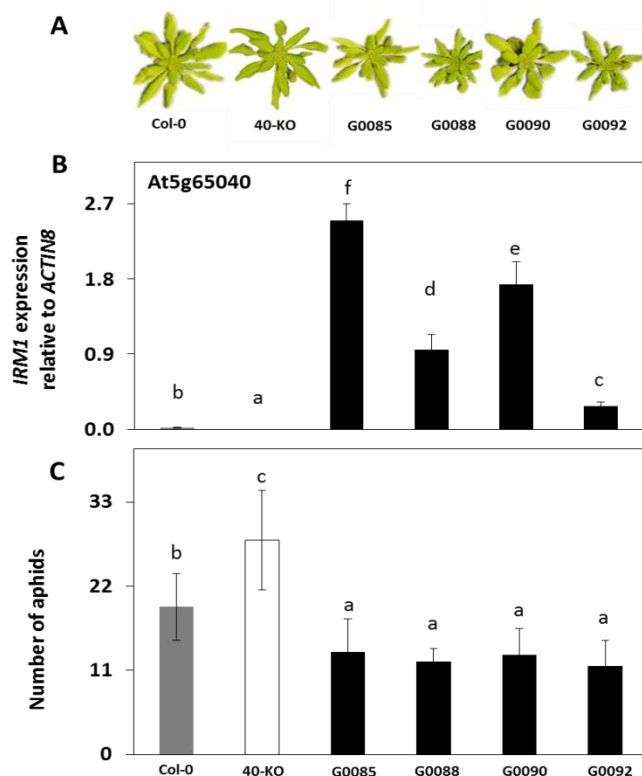 A
Col-0 40-KO G0085 G0088 G0090 G0092
B
At5g65040
IRM1 expression
relative to ACTIN8
2.7
1.8
0.9
0.0
b a f d e c
C
Number of aphids
33
22
11
0
b c a a a a
Col-0 40-KO G0085 G0088 G0090 G0092